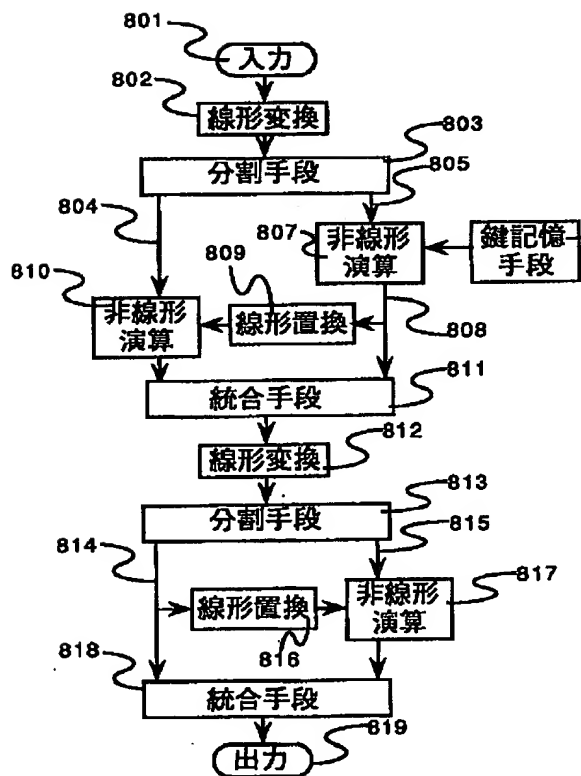 801
入力
802
線形変換
803
分割手段
805
804
807
非線形
演算
鍵記憶
手段
809
810
非線形
演算
線形置換
808
811
統合手段
812
線形変換
813
分割手段
815
814
817
線形置換
非線形
演算
816
818
統合手段
出力
819